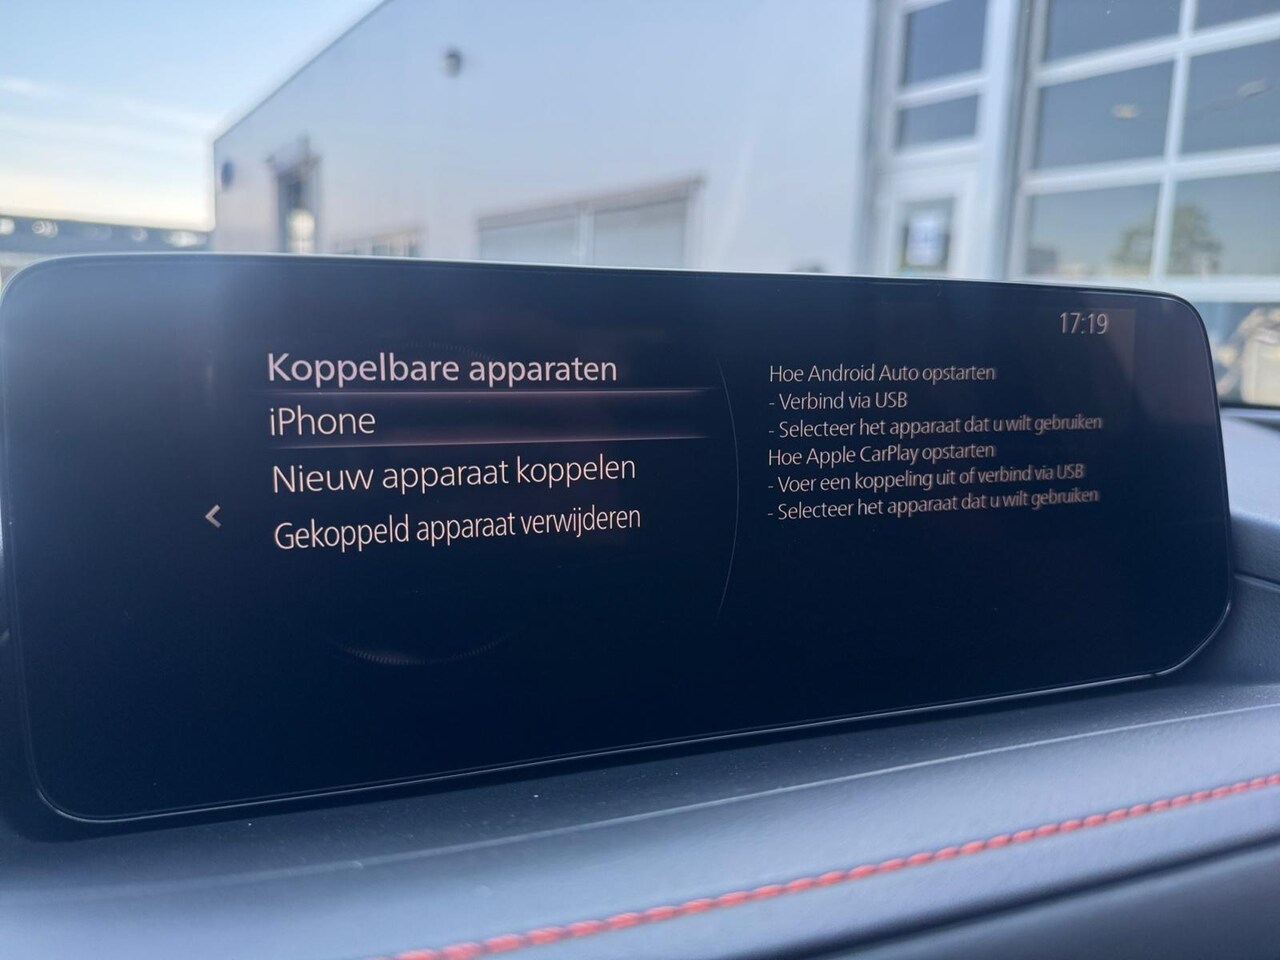 17:19
Koppelbare apparaten
iPhone
Nieuw apparaat koppelen
Gekoppeld apparaat verwijderen
Hoe Android Auto opstarten
- Verbind via USB
- Selecteer het apparaat dat u wilt gebruiken
Hoe Apple CarPlay opstarten
- Voer een koppeling uit of verbind via USB
- Selecteer het apparaat dat u wilt gebruiken